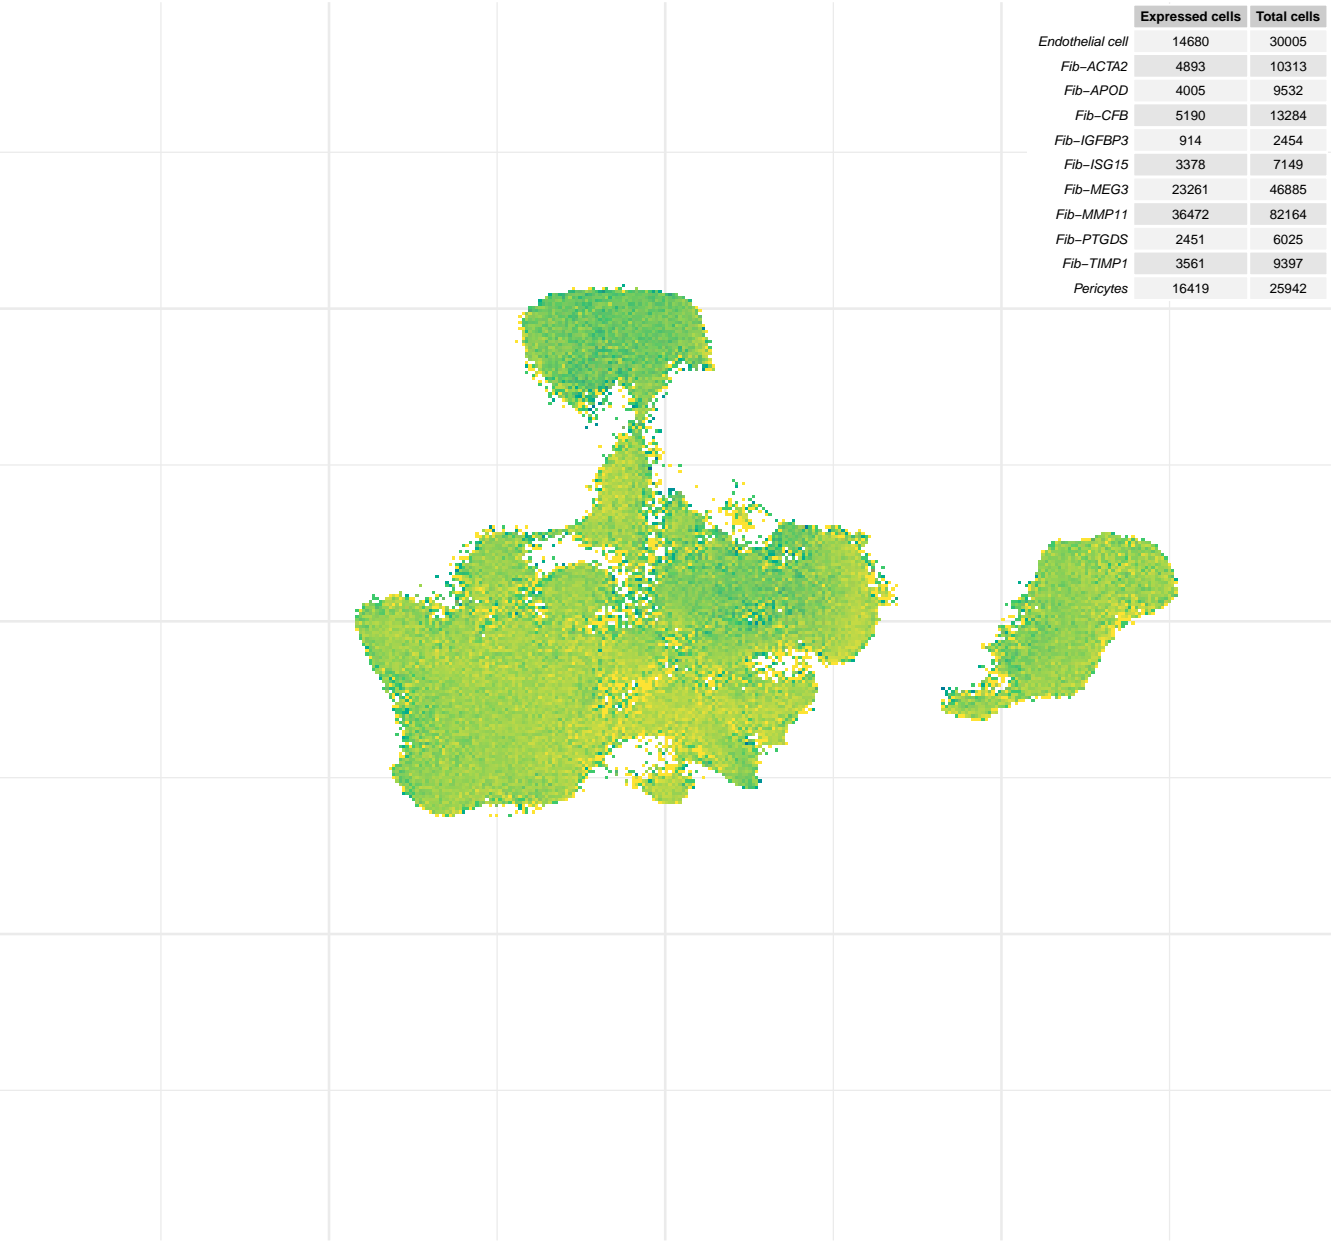 Expressed cells Total cells
Endothelial cell 14680 30005
Fib−ACTA2 4893 10313
Fib−APOD 4005 9532
Fib−CFB 5190 13284
Fib−IGFBP3 914 2454
Fib−ISG15 3378 7149
Fib−MEG3 23261 46885
Fib−MMP11 36472 82164
Fib−PTGDS 2451 6025
Fib−TIMP1 3561 9397
Pericytes 16419 25942